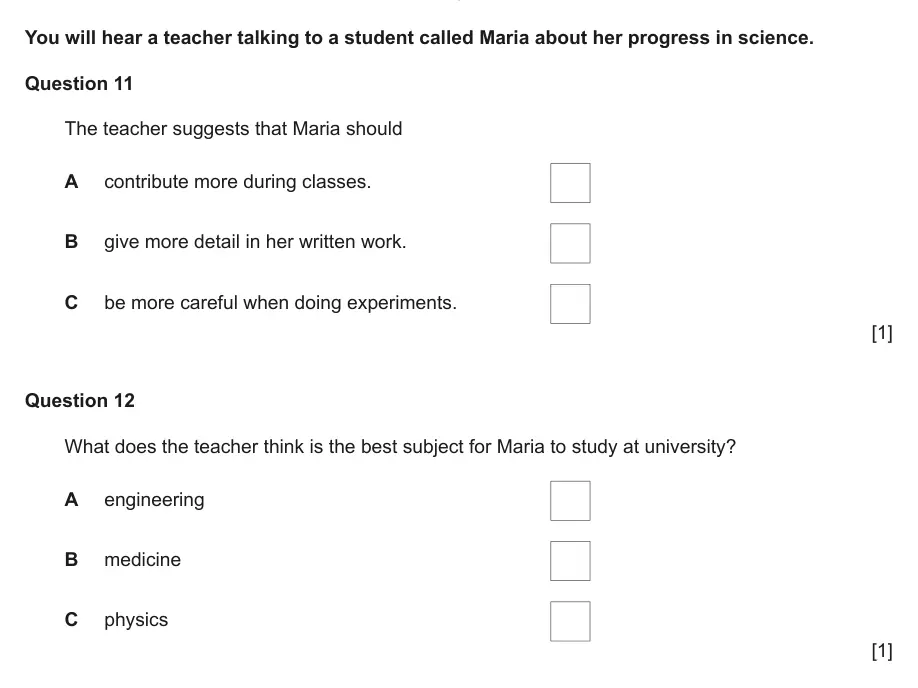 You will hear a teacher talking to a student called Maria about her progress in science.
Question 11
The teacher suggests that Maria should
A contribute more during classes.
B give more detail in her written work.
C be more careful when doing experiments.
[1]
Question 12
What does the teacher think is the best subject for Maria to study at university?
A engineering
B medicine
C physics
[1]